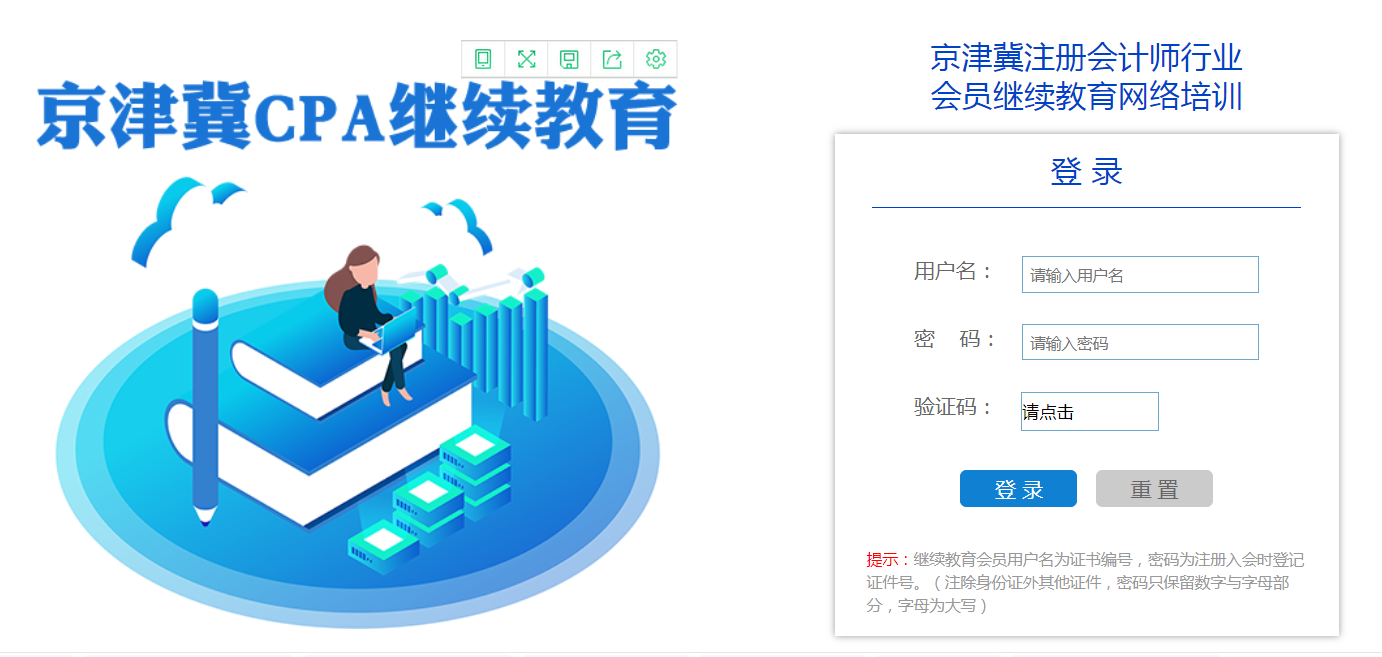 京津冀CPA继续教育
京津冀注册会计师行业
会员继续教育网络培训
登 录
用户名：
请输入用户名
密 码：
请输入密码
验证码：
请点击
登 录
重 置
提示：继续教育会员用户名为证书编号，密码为注册入会时登记
证件号。（注除身份证外其他证件，密码只保留数字与字母部
分，字母为大写）